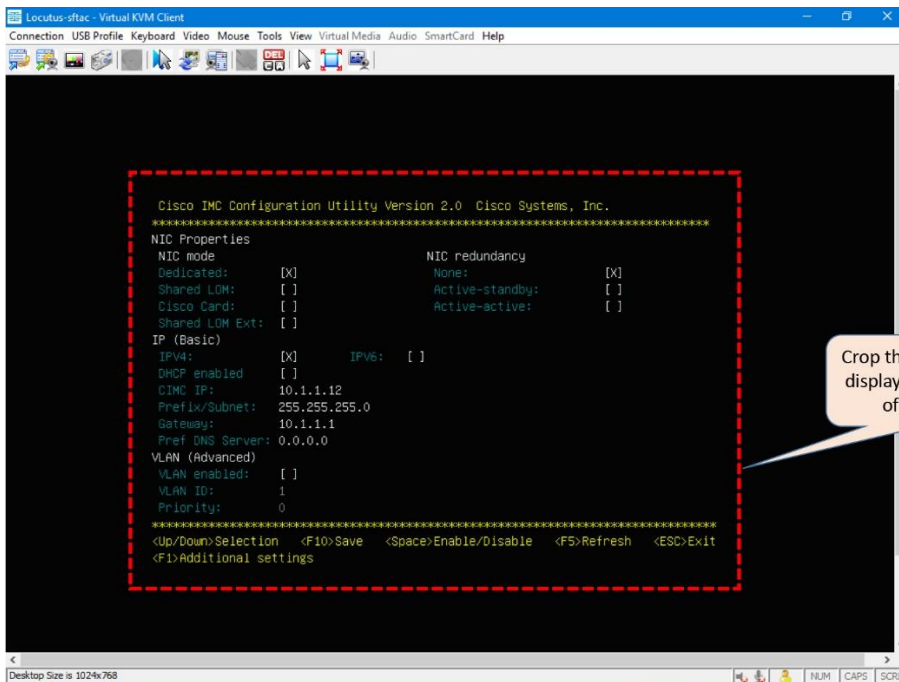 Locutus-sftac - Virtual KVM Client
Connection USB Profile Keyboard Video Mouse Tools View Virtual Media Audio SmartCard Help
Cisco IMC Configuration Utility Version 2.0 Cisco Systems, Inc.
******************************************************************************
NIC Properties
NIC mode NIC redundancy
Dedicated: [X] None: [X]
Shared LOM: [ ] Active-standby: [ ]
Cisco Card: [ ] Active-active: [ ]
Shared LOM Ext: [ ]
IP (Basic)
IPV4: [X] IPV6: [ ]
DHCP enabled [ ]
CIMC IP: 10.1.1.12
Prefix/Subnet: 255.255.255.0
Gateway: 10.1.1.1
Pref DNS Server: 0.0.0.0
VLAN (Advanced)
VLAN enabled: [ ]
VLAN ID: 1
Priority: 0
*******************************************************************************
<Up/Down>Selection <F10>Save <Space>Enable/Disable <F5>Refresh <ESC>Exit
<F1>Additional settings
Crop th
display
of
Desktop Size is 1024x768
NUM CAPS SCR